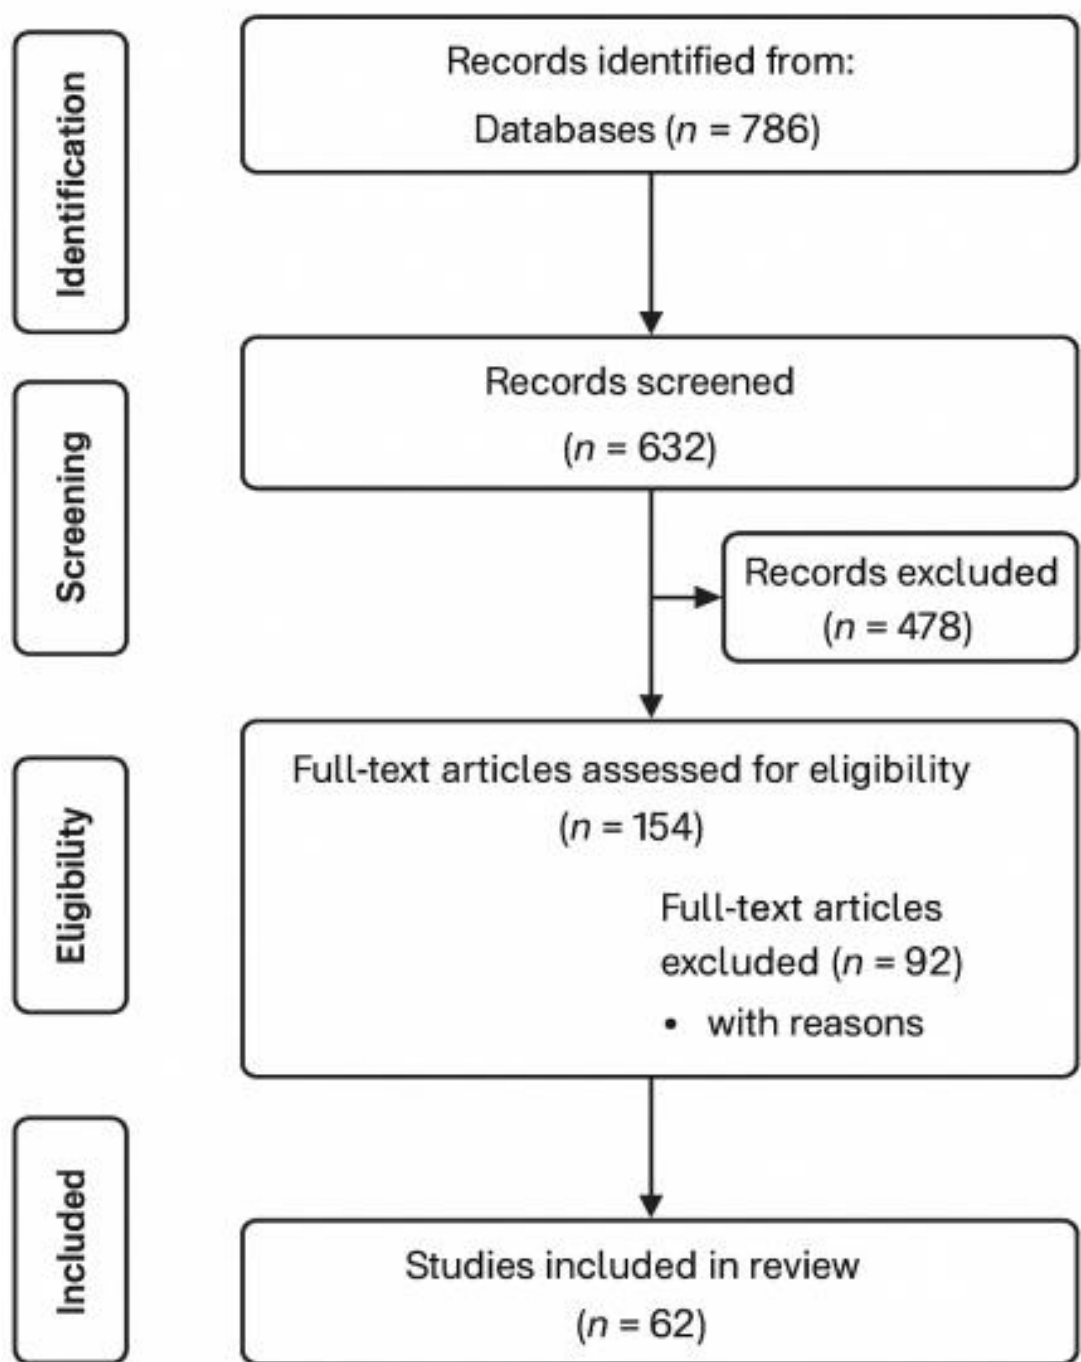 Identification
Records identified from:
Databases (n = 786)
Screening
Records screened
(n = 632)
Records excluded
(n = 478)
Eligibility
Full-text articles assessed for eligibility
(n = 154)
Full-text articles
excluded (n = 92)
• with reasons
Included
Studies included in review
(n = 62)